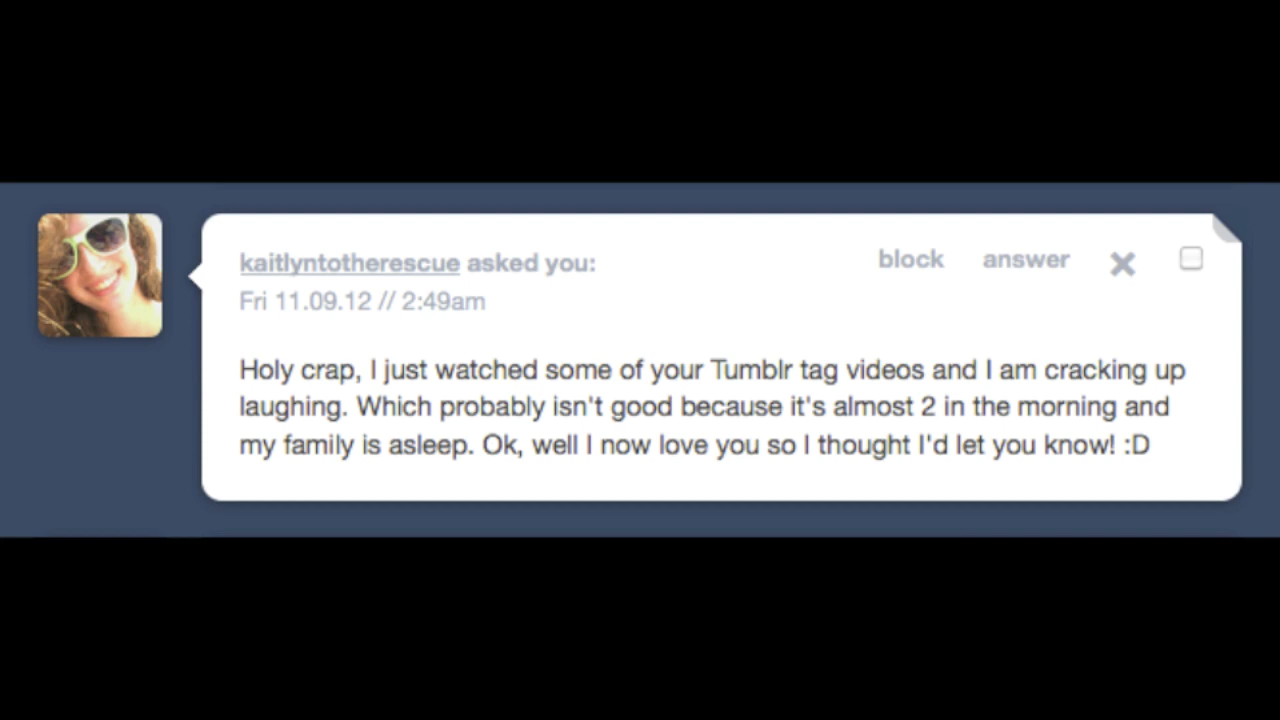 kaitlyntotherescue asked you:
block answer
Fri 11.09.12 // 2:49am
Holy crap, I just watched some of your Tumblr tag videos and I am cracking up
laughing. Which probably isn't good because it's almost 2 in the morning and
my family is asleep. Ok, well I now love you so I thought I'd let you know! :D